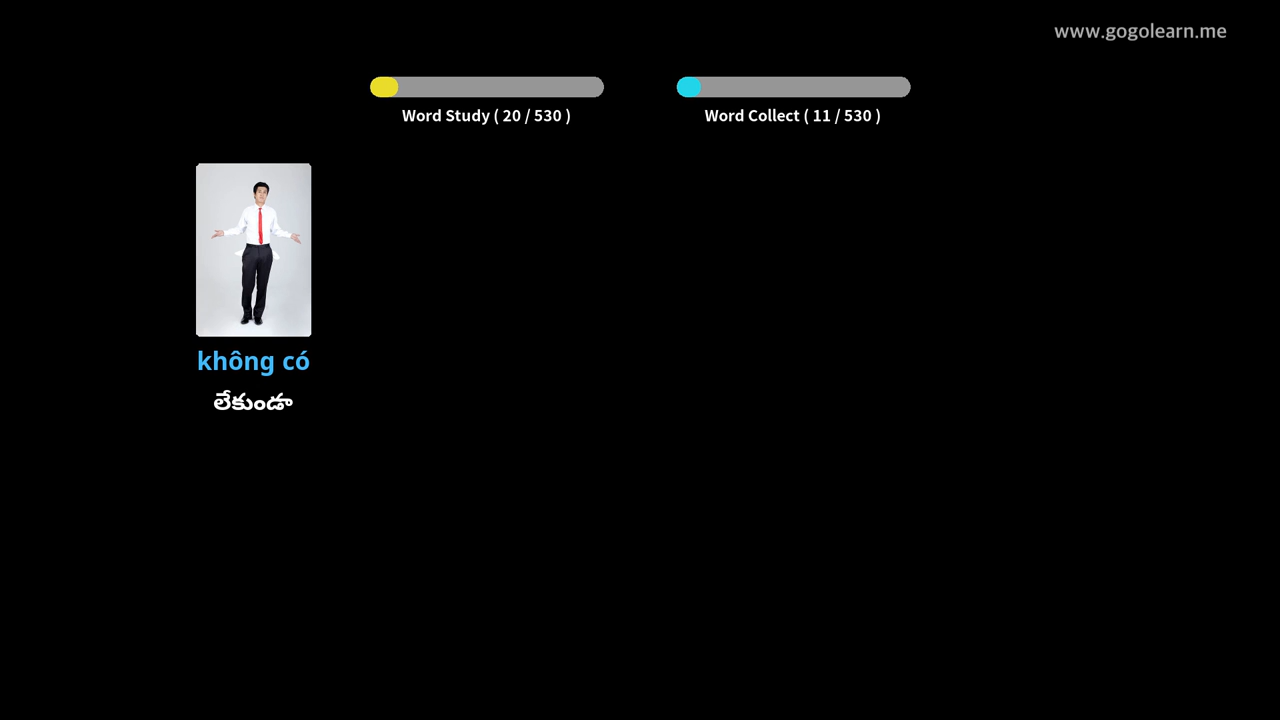 www.gogolearn.me
Word Study ( 20 / 530 )
Word Collect ( 11 / 530 )
không có
లేకుండా